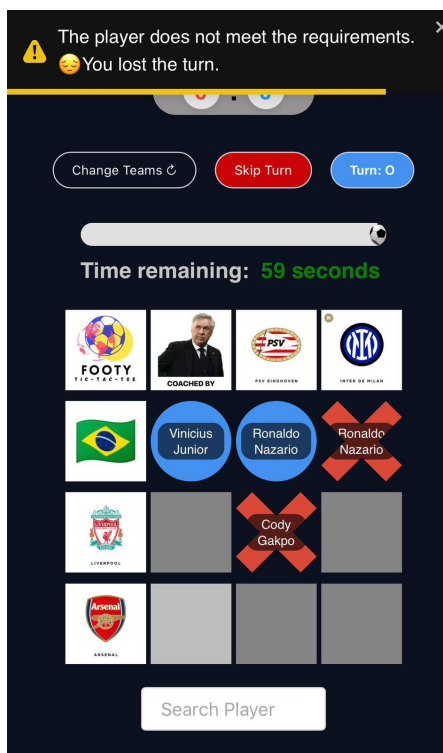 The player does not meet the requirements.
😔You lost the turn.
Change Teams ↻
Skip Turn
Turn: O
Time remaining: 59 seconds
FOOTY
TIC-TAC-TOE
COACHED BY
PSV
PSV EINDHOVEN
INTER DE MILAN
Vinicius
Junior
Ronaldo
Nazario
Ronaldo
Nazario
LIVERPOOL
Cody
Gakpo
Arsenal
ARSENAL
Search Player